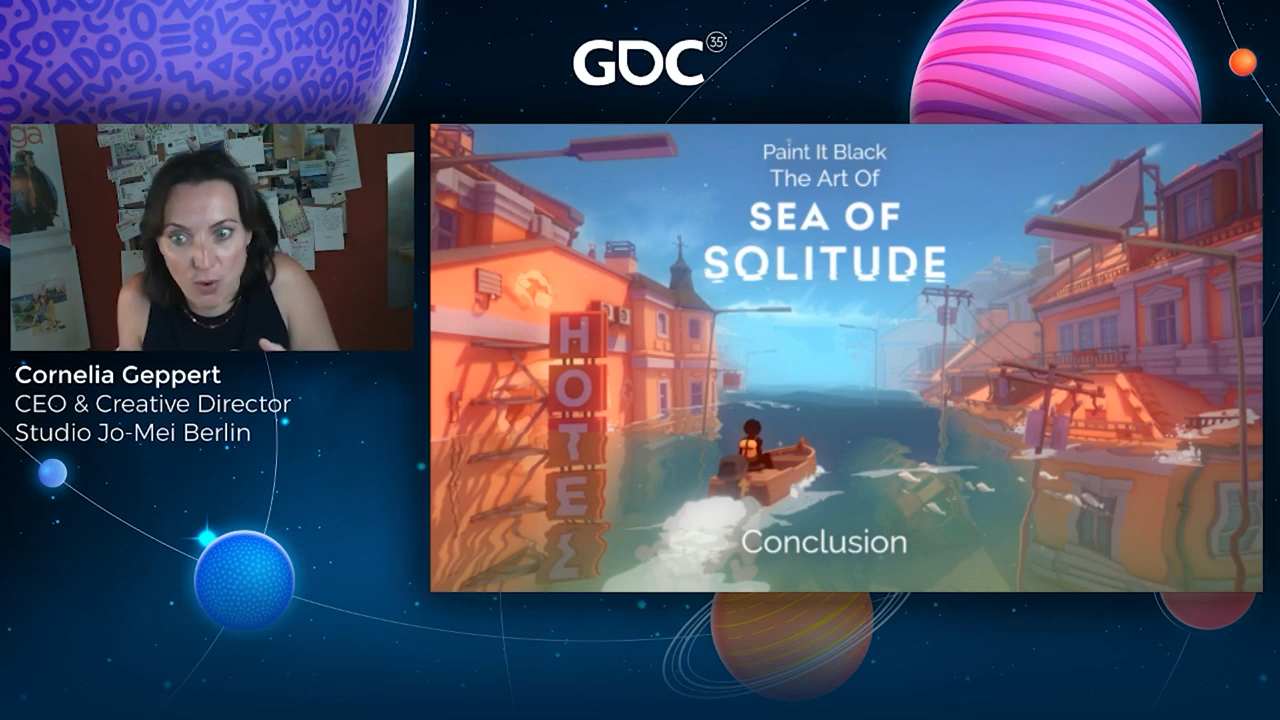 GDC 35
ga
Cornelia Geppert
CEO & Creative Director
Studio Jo-Mei Berlin
Paint It Black
The Art Of
SEA OF
SOLITUDE
HOTEL
Conclusion